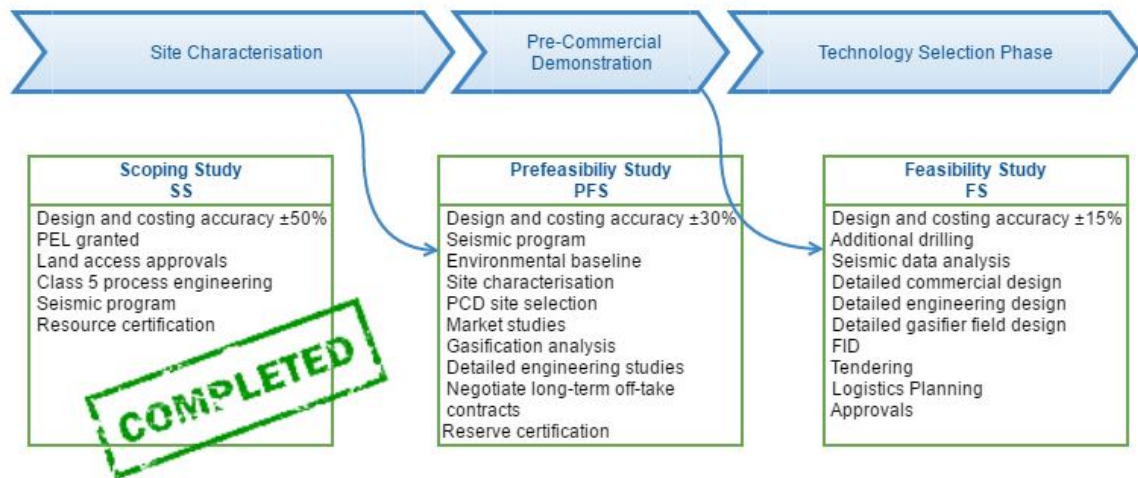 Site Characterisation
Pre-Commercial
Demonstration
Technology Selection Phase
Scoping Study
SS
Design and costing accuracy ±50%
PEL granted
Land access approvals
Class 5 process engineering
Seismic program
Resource certification
COMPLETED
Prefeasibiliy Study
PFS
Design and costing accuracy ±30%
Seismic program
Environmental baseline
Site characterisation
PCD site selection
Market studies
Gasification analysis
Detailed engineering studies
Negotiate long-term off-take
contracts
Reserve certification
Feasibility Study
FS
Design and costing accuracy ±15%
Additional drilling
Seismic data analysis
Detailed commercial design
Detailed engineering design
Detailed gasifier field design
FID
Tendering
Logistics Planning
Approvals